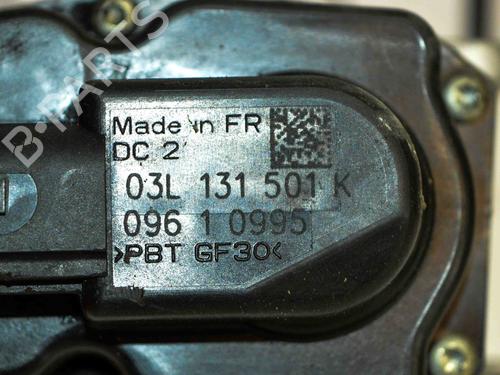 B-PARTS
Made in FR
DC 2
03L 131 501 K
096 1 0995
>PBT GF30<